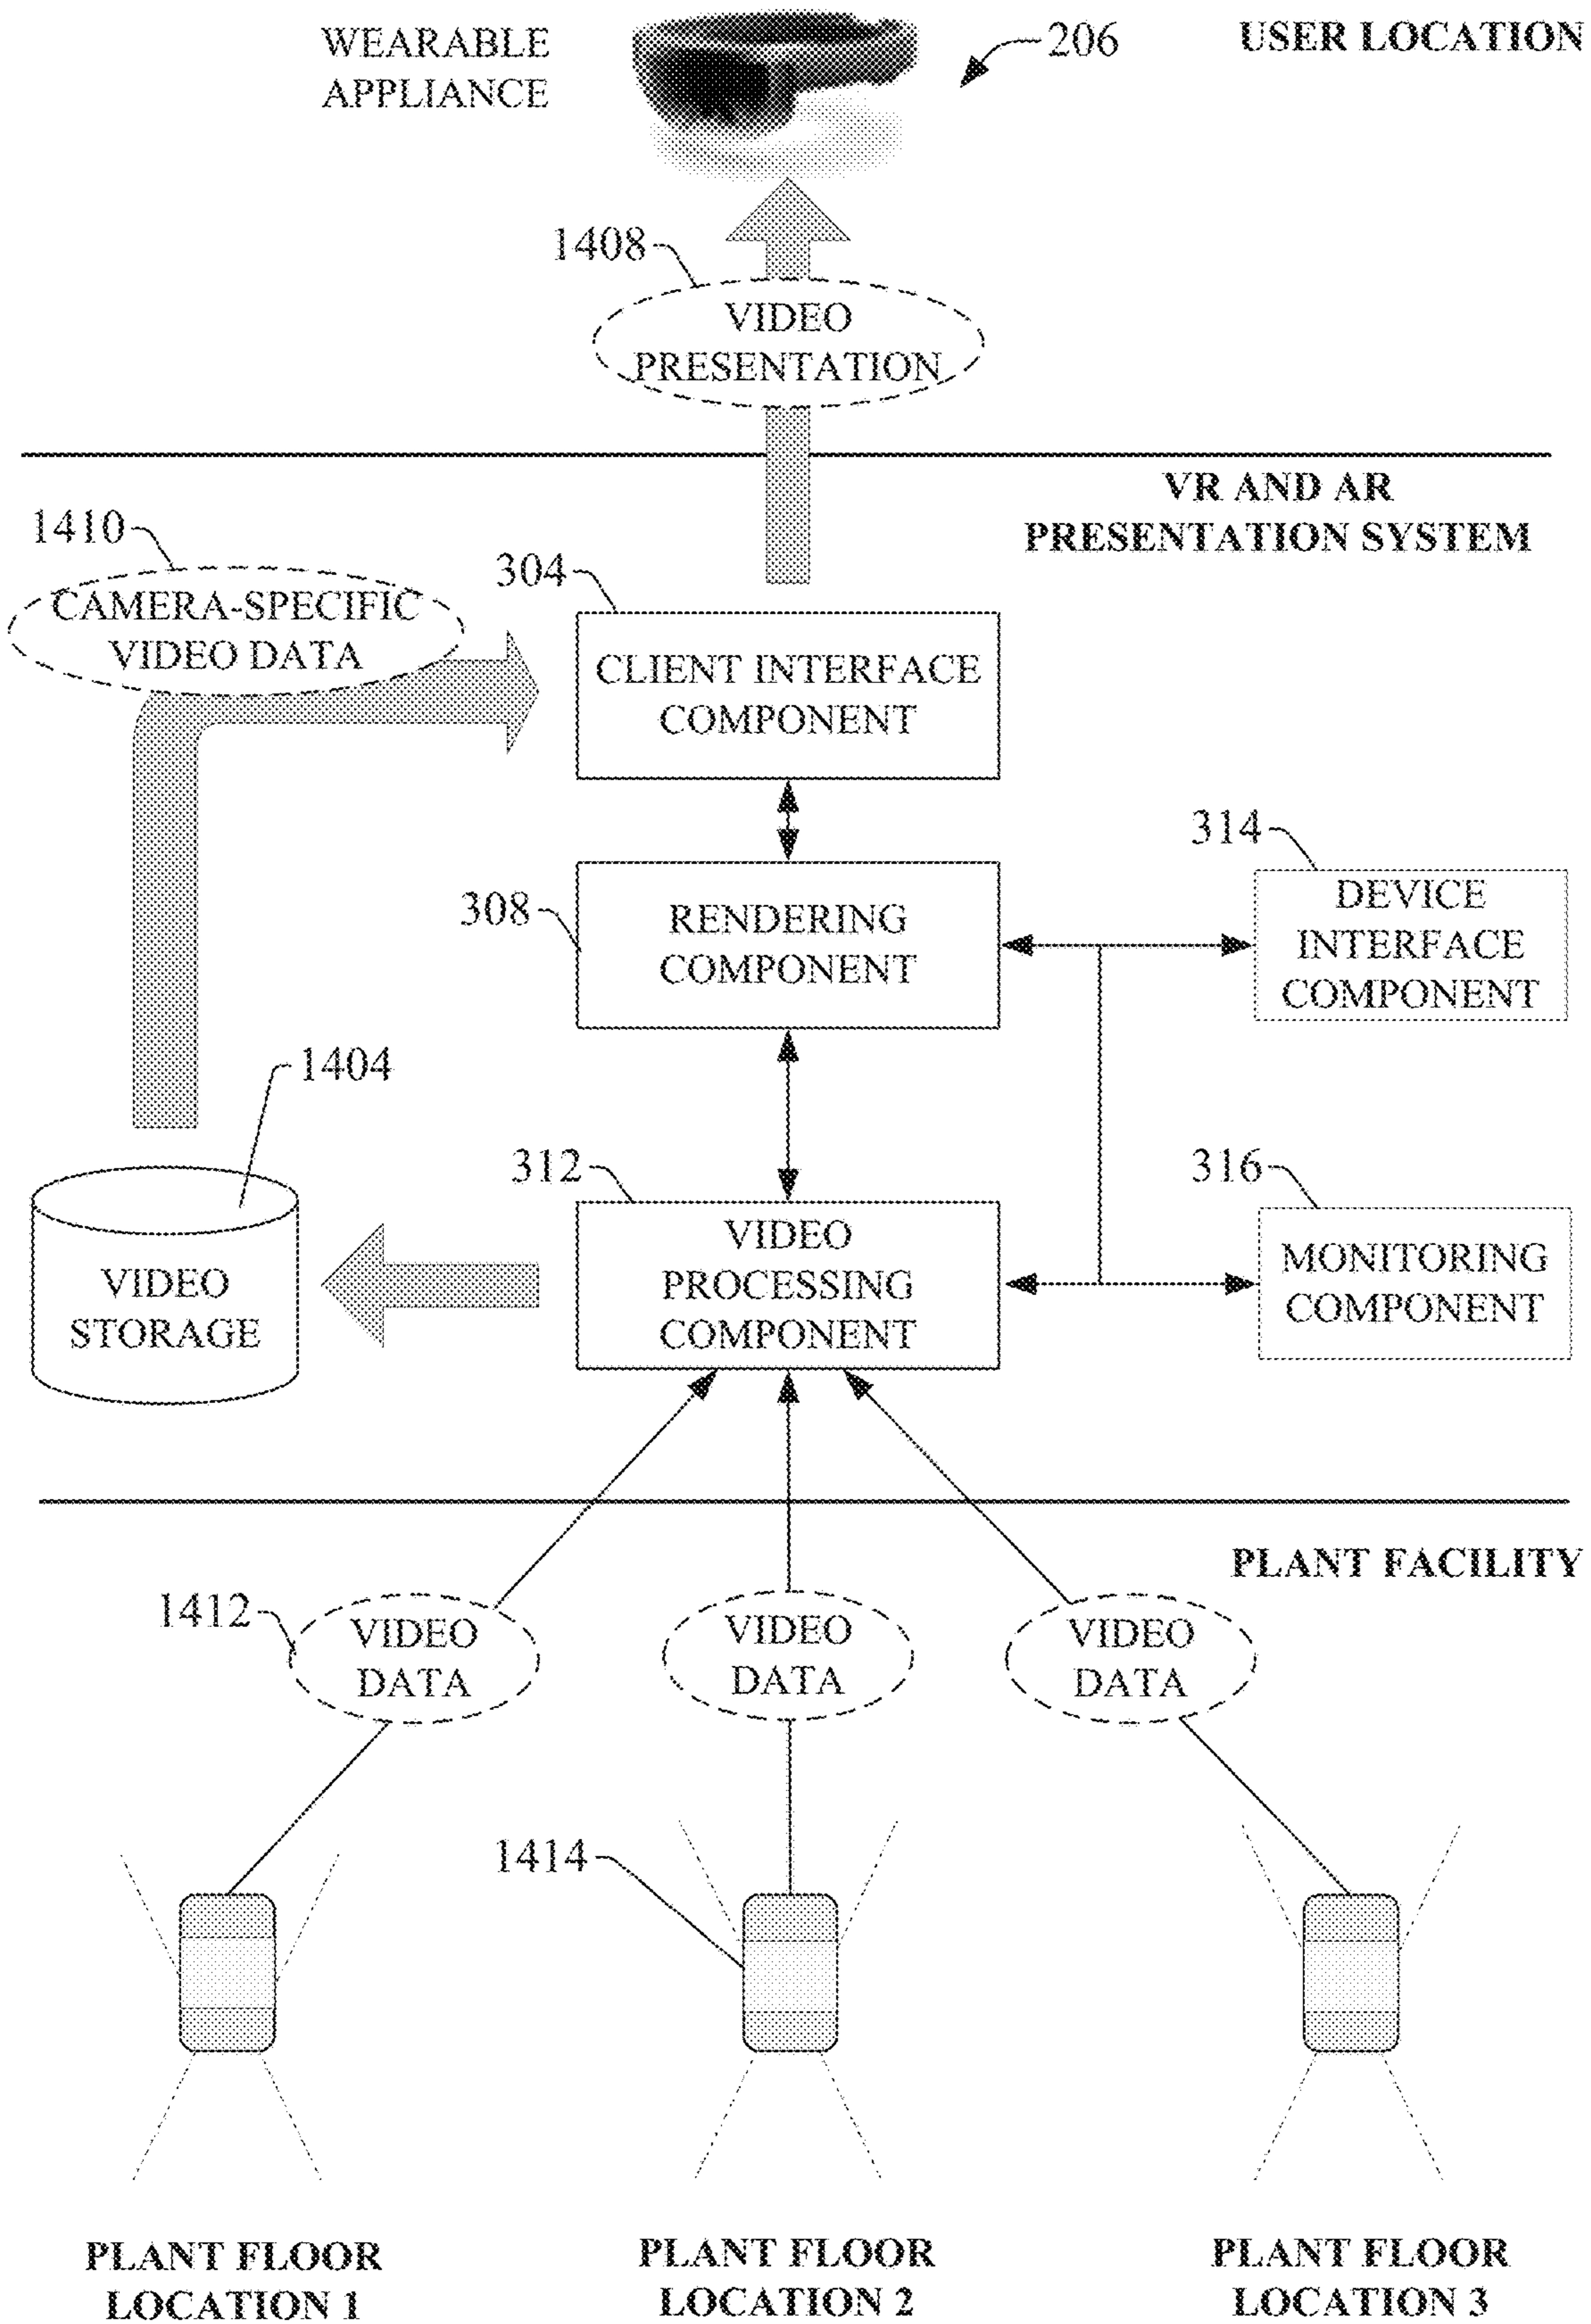 WEARABLE
APPLIANCE
206
USER LOCATION
1408
VIDEO
PRESENTATION
VR AND AR
PRESENTATION SYSTEM
1410
CAMERA-SPECIFIC
VIDEO DATA
304
CLIENT INTERFACE
COMPONENT
308
RENDERING
COMPONENT
314
DEVICE
INTERFACE
COMPONENT
1404
VIDEO
STORAGE
312
VIDEO
PROCESSING
COMPONENT
316
MONITORING
COMPONENT
PLANT FACILITY
1412
VIDEO
DATA
VIDEO
DATA
VIDEO
DATA
1414
PLANT FLOOR
LOCATION 1
PLANT FLOOR
LOCATION 2
PLANT FLOOR
LOCATION 3